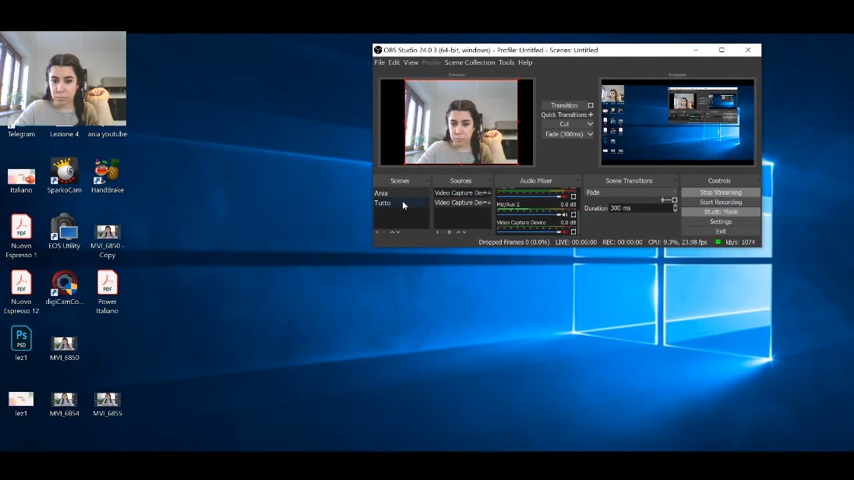 OBS Studio 24.0.3 (64-bit, windows) - Profile: Untitled - Scenes: Untitled
File Edit View Profile Scene Collection Tools Help
Preview
Program
Transition
Quick Transitions
Cut
Fade (300ms)
Scenes
Sources
Audio Mixer
Scene Transitions
Controls
Ania
Tutto
Video Capture Dev
Video Capture Dev
Mic/Aux 2
0.0 dB
Video Capture Device
0.0 dB
Fade
Duration 300 ms
Stop Streaming
Start Recording
Studio Mode
Settings
Exit
Dropped Frames 0 (0.0%)
LIVE: 00:00:00
REC: 00:00:00
CPU: 9.3%, 23.98 fps
kb/s: 1074
Telegram
Lezione 4
ania youtube
Italiano
SparkoCam
HandBrake
Nuovo
Espresso 1
EOS Utility
MVI_6850 -
Copy
Nuovo
Espresso 12
digiCamCo...
Power
Italiano
Ps
PSD
lez1
MVI_6850
lez1
MVI_6854
MVI_6855